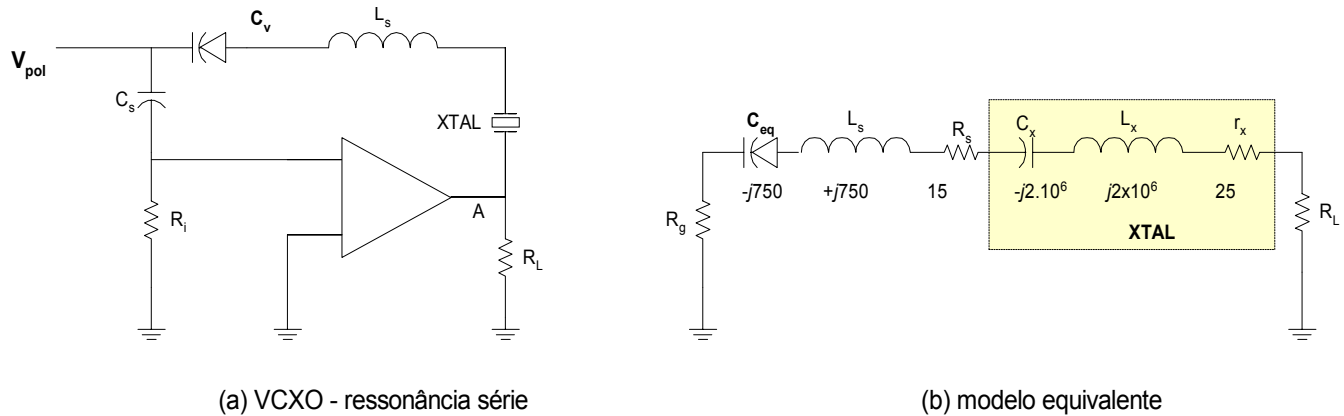 V_pol
C_v
L_s
C_s
XTAL
R_i
A
R_L
(a) VCXO - ressonância série
C_eq
L_s
R_s
C_x
L_x
r_x
-j750
+j750
15
-j2.10^6
j2x10^6
25
XTAL
R_g
R_L
(b) modelo equivalente